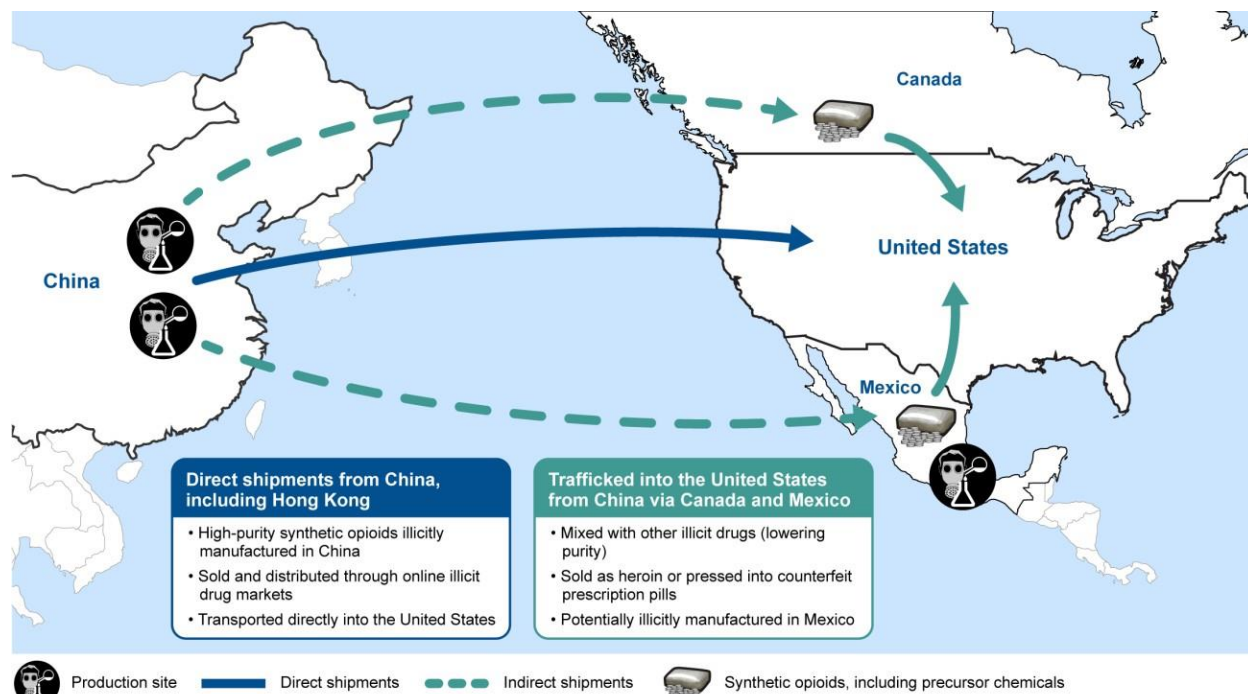 Canada
United States
China
Mexico
Direct shipments from China,
including Hong Kong
• High-purity synthetic opioids illicitly
manufactured in China
• Sold and distributed through online illicit
drug markets
• Transported directly into the United States
Trafficked into the United States
from China via Canada and Mexico
• Mixed with other illicit drugs (lowering
purity)
• Sold as heroin or pressed into counterfeit
prescription pills
• Potentially illicitly manufactured in Mexico
Production site
Direct shipments
Indirect shipments
Synthetic opioids, including precursor chemicals